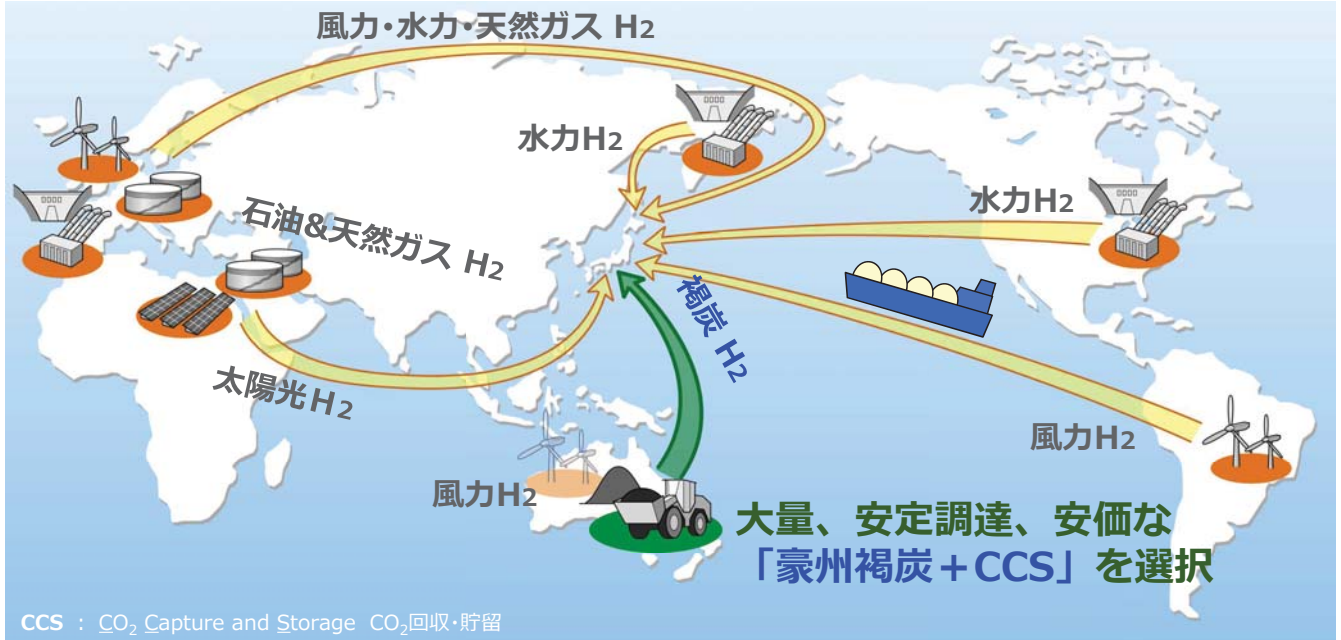 風力・水力・天然ガス H2
水力H2
水力H2
石油&天然ガス H2
褐炭 H2
太陽光H2
風力H2
風力H2
大量、安定調達、安価な
「豪州褐炭＋CCS」を選択
CCS : CO2 Capture and Storage CO2回収・貯留